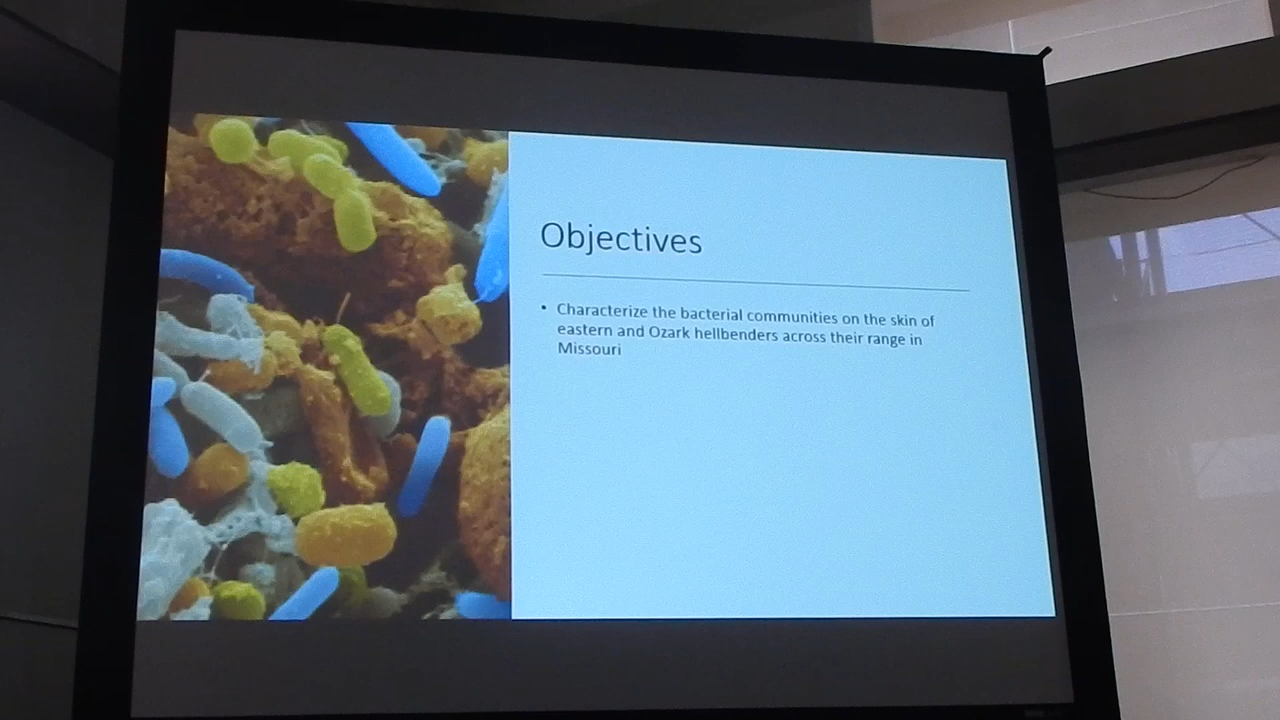 Objectives
• Characterize the bacterial communities on the skin of
eastern and Ozark hellbenders across their range in
Missouri